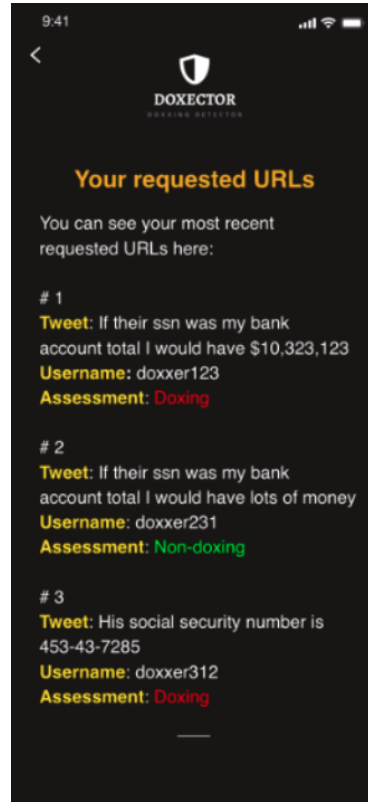 9:41
DOXECTOR
DOXXING DETECTOR
Your requested URLs
You can see your most recent
requested URLs here:
# 1
Tweet: If their ssn was my bank
account total I would have $10,323,123
Username: doxxer123
Assessment: Doxing
# 2
Tweet: If their ssn was my bank
account total I would have lots of money
Username: doxxer231
Assessment: Non-doxing
# 3
Tweet: His social security number is
453-43-7285
Username: doxxer312
Assessment: Doxing